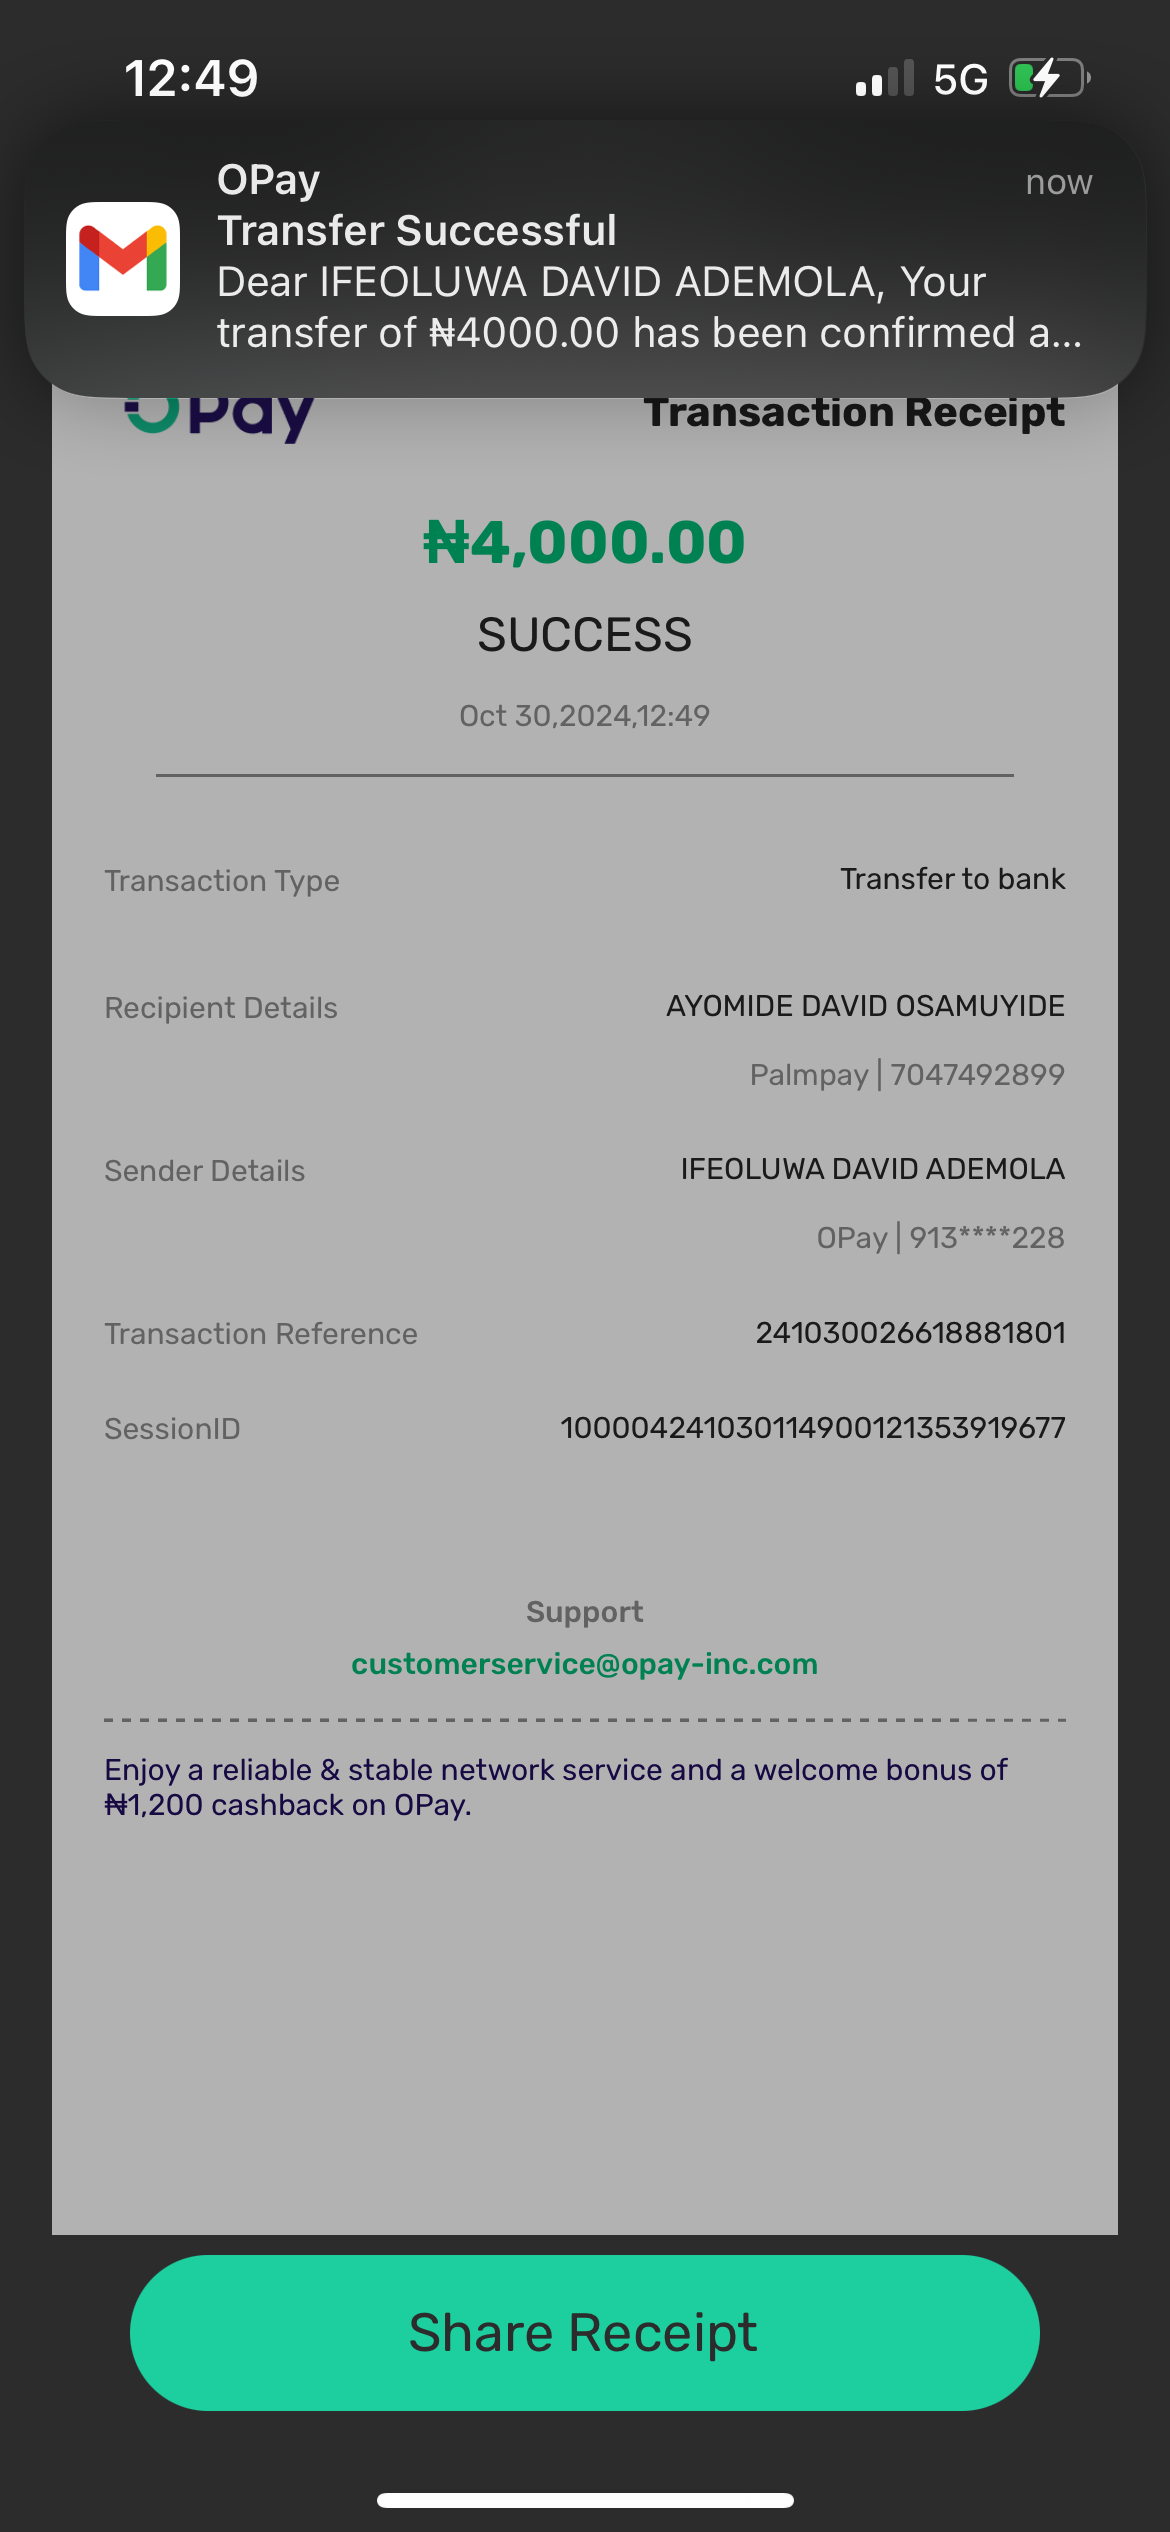 12:49
5G
OPay
now
Transfer Successful
Dear IFEOLUWA DAVID ADEMOLA, Your
transfer of ₦4000.00 has been confirmed a...
OPay
Transaction Receipt
₦4,000.00
SUCCESS
Oct 30,2024,12:49
Transaction Type
Transfer to bank
Recipient Details
AYOMIDE DAVID OSAMUYIDE
Palmpay | 7047492899
Sender Details
IFEOLUWA DAVID ADEMOLA
OPay | 913****228
Transaction Reference
241030026618881801
SessionID
100004241030114900121353919677
Support
customerservice@opay-inc.com
Enjoy a reliable & stable network service and a welcome bonus of
₦1,200 cashback on OPay.
Share Receipt